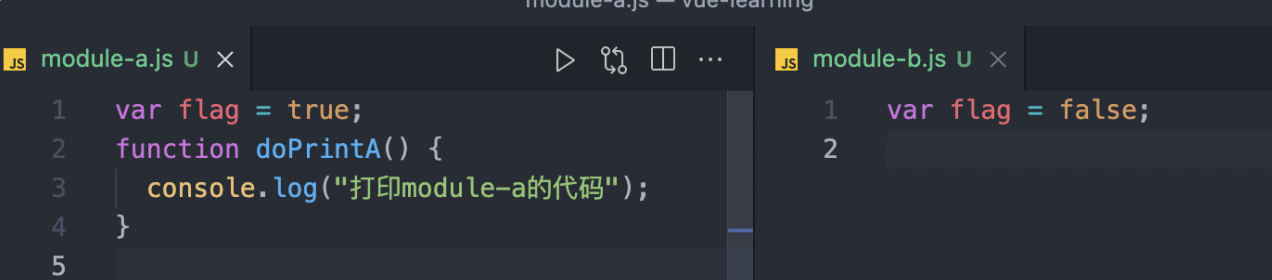 module-a.js — vue-learning
JS module-a.js U
1 var flag = true;
2 function doPrintA() {
3 console.log("打印module-a的代码");
4 }
5
JS module-b.js U
1 var flag = false;
2